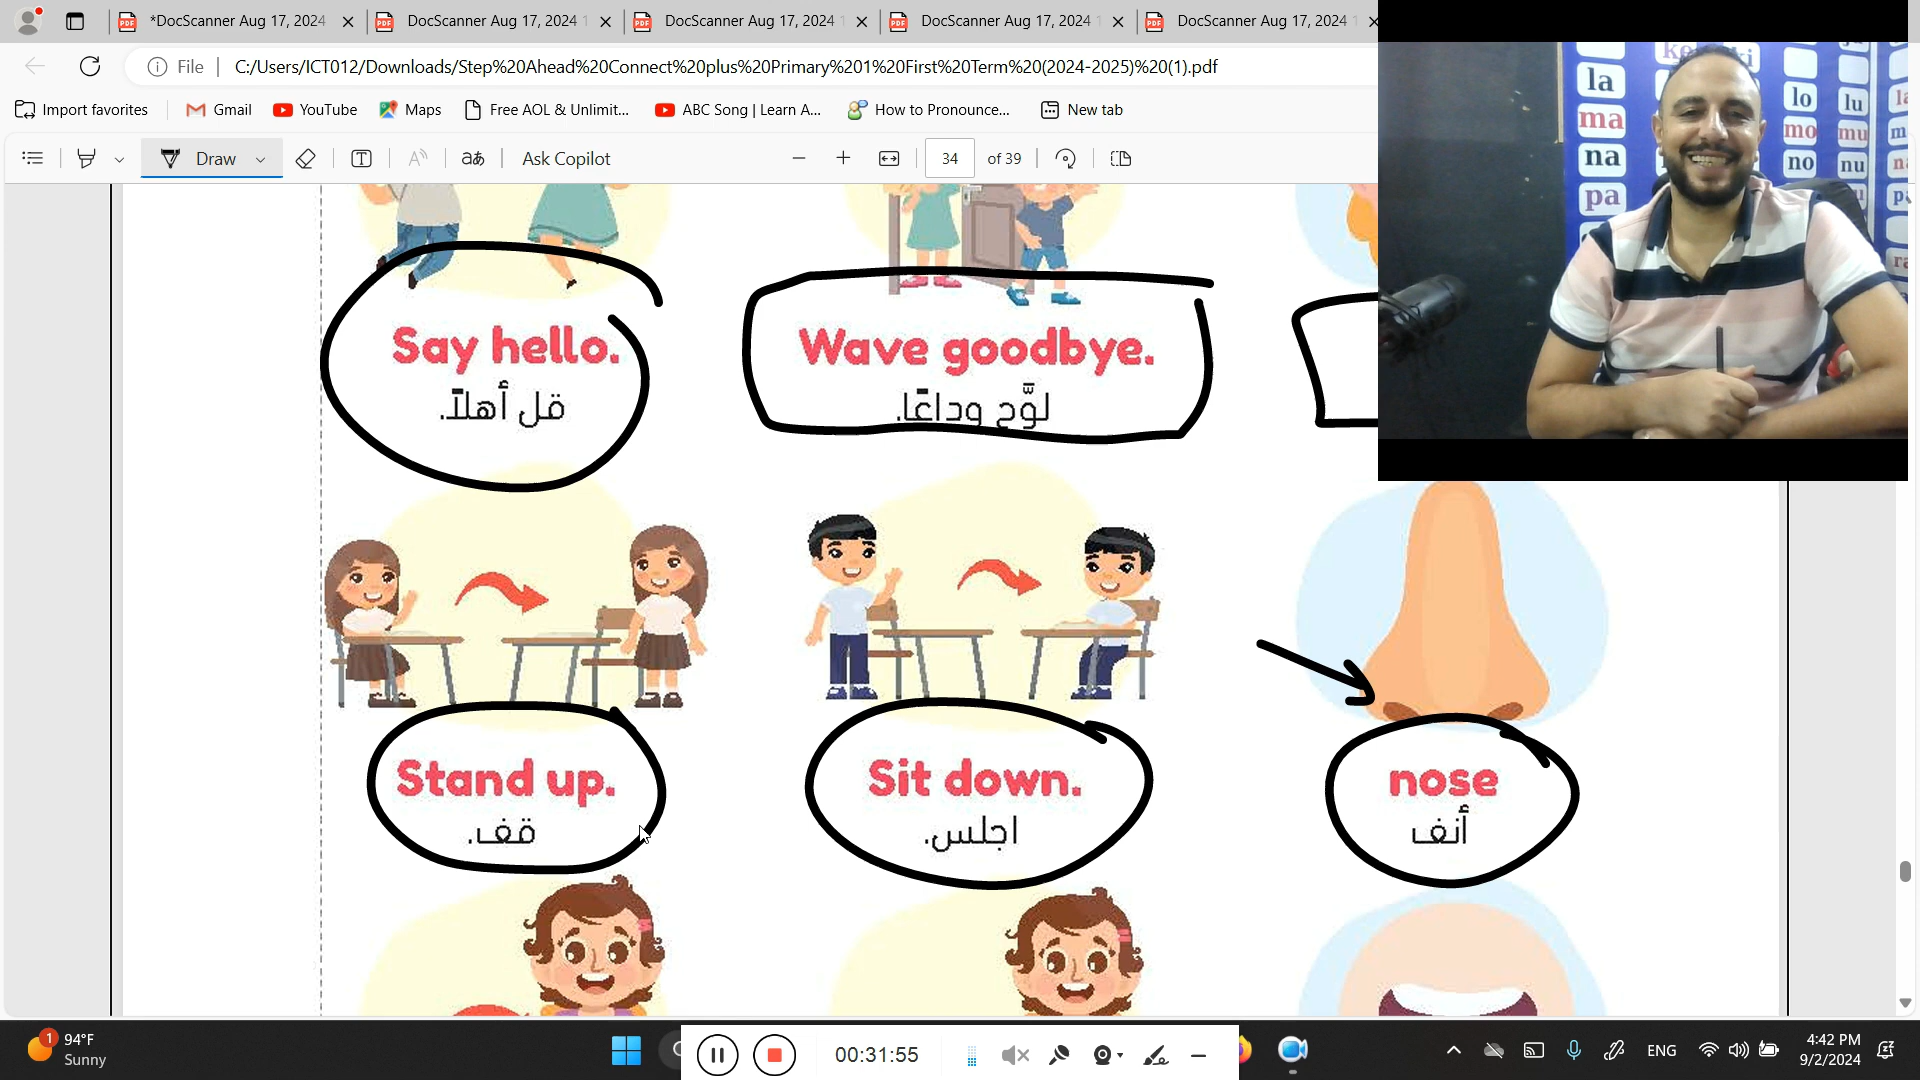 *DocScanner Aug 17, 2024
DocScanner Aug 17, 2024
DocScanner Aug 17, 2024
DocScanner Aug 17, 2024
DocScanner Aug 17, 2024
File
C:/Users/ICT012/Downloads/Step%20Ahead%20Connect%20plus%20Primary%201%20First%20Term%20(2024-2025)%20(1).pdf
Import favorites
Gmail
YouTube
Maps
Free AOL & Unlimit...
ABC Song | Learn A...
How to Pronounce...
New tab
Draw
Ask Copilot
34 of 39
la
ma
na
pa
lo
lu
mo
mu
no
nu
Say hello.
قل أهلاً.
Wave goodbye.
لوَّح وداعًا.
Stand up.
قف.
Sit down.
اجلس.
nose
أنف
1
94°F
Sunny
00:31:55
ENG
4:42 PM
9/2/2024